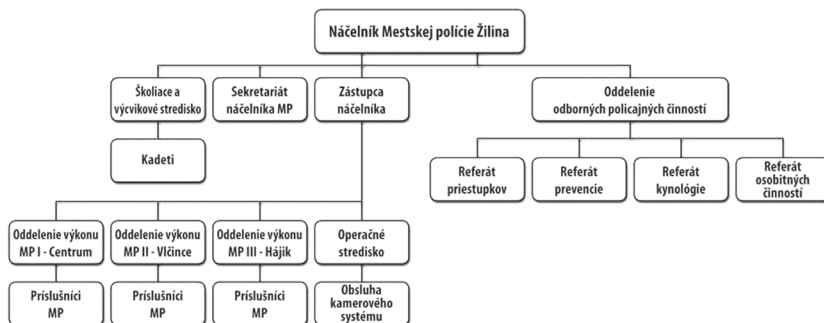 Náčelník Mestskej polície Žilina
Školiace a
výcvikové stredisko
Sekretariát
náčelníka MP
Zástupca
náčelníka
Oddelenie
odborných policajných činností
Kadeti
Referát
priestupkov
Referát
prevencie
Referát
kynológie
Referát
osobitných
činností
Oddelenie výkonu
MP I - Centrum
Oddelenie výkonu
MP II - Vlčince
Oddelenie výkonu
MP III - Hájik
Operačné
stredisko
Príslušníci
MP
Príslušníci
MP
Príslušníci
MP
Obsluha
kamerového
systému